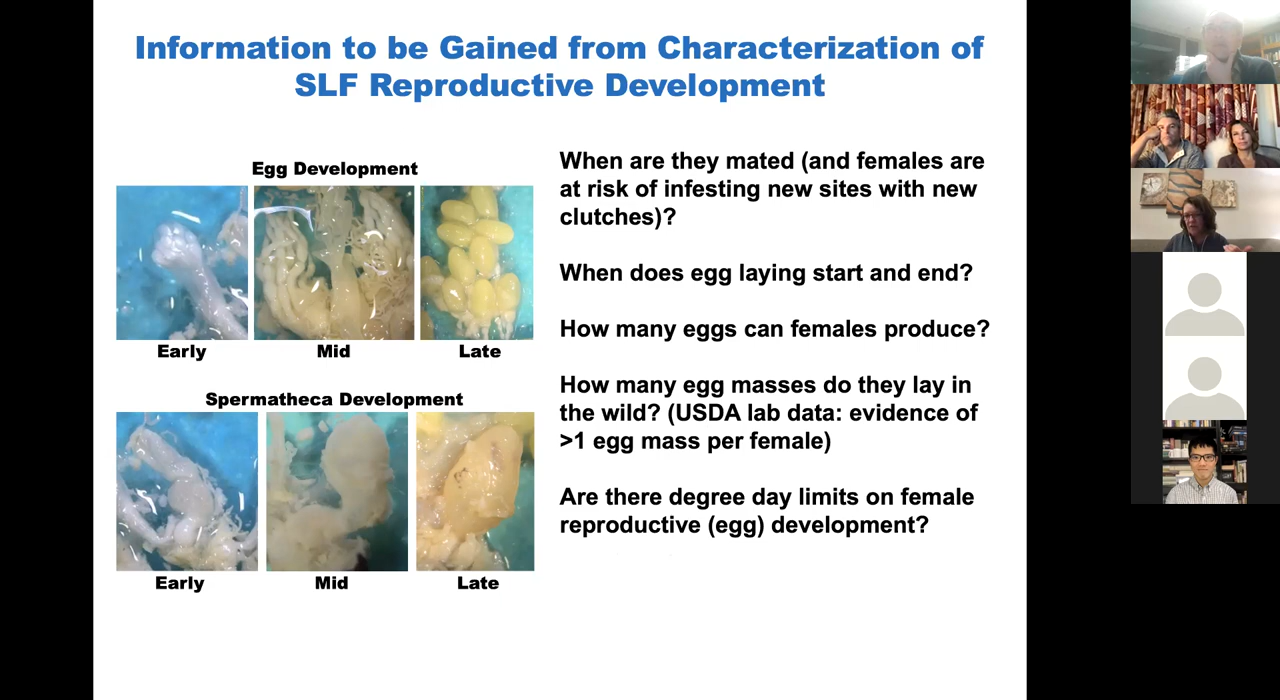 Information to be Gained from Characterization of
SLF Reproductive Development
Egg Development
Early
Mid
Late
Spermatheca Development
Early
Mid
Late
When are they mated (and females are
at risk of infesting new sites with new
clutches)?
When does egg laying start and end?
How many eggs can females produce?
How many egg masses do they lay in
the wild? (USDA lab data: evidence of
>1 egg mass per female)
Are there degree day limits on female
reproductive (egg) development?